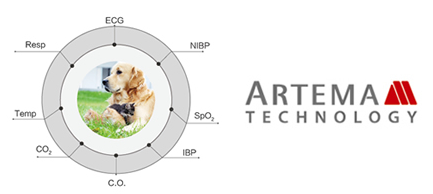 ECG
Resp
NIBP
Temp
SpO₂
CO₂
IBP
C.O.
ARTEMA
TECHNOLOGY